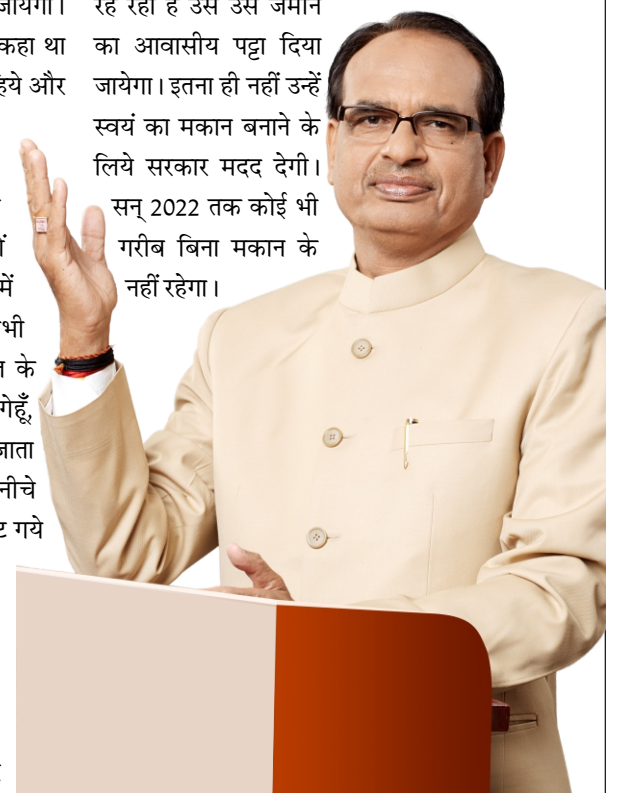 जायेगी।
कहा था
हिये और
में
भी
के
गेहूँ,
जाता
नीचे
गये
रह रहा है उसे उस जमीन
का आवासीय पट्टा दिया
जायेगा। इतना ही नहीं उन्हें
स्वयं का मकान बनाने के
लिये सरकार मदद देगी।
सन् 2022 तक कोई भी
गरीब बिना मकान के
नहीं रहेगा।